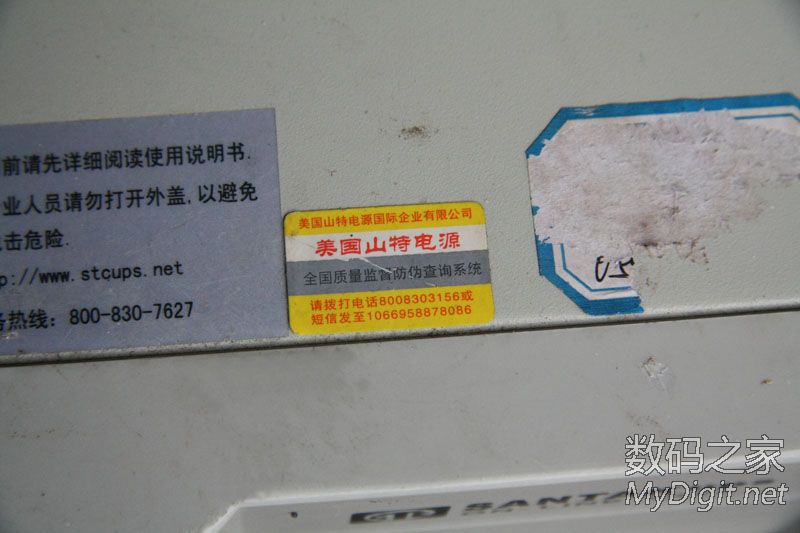 前请先详细阅读使用说明书.
业人员请勿打开外盖,以避免
击危险.
p://www.stcups.net
热线: 800-830-7627
美国山特电源国际企业有限公司
美国山特电源
全国质量监督防伪查询系统
请拨打电话8008303156或
短信发至1066958878086
05
SANTA
数码之家
MyDigit.net